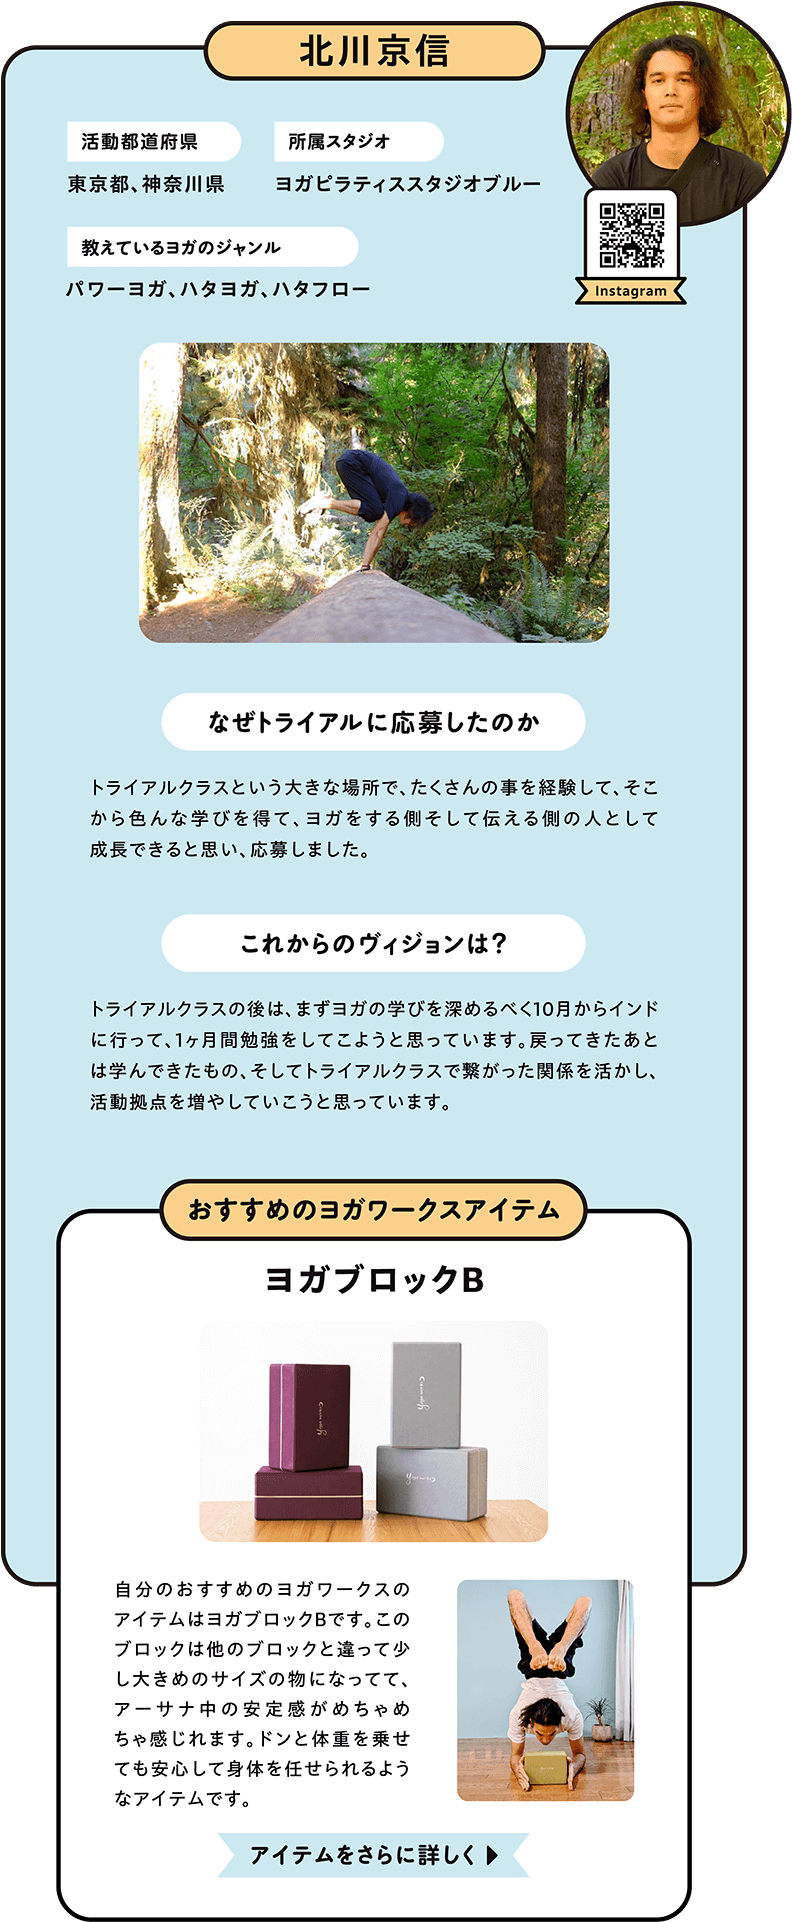 北川京信
活動都道府県
所属スタジオ
東京都、神奈川県
ヨガピラティススタジオブルー
教えているヨガのジャンル
パワーヨガ、ハタヨガ、ハタフロー
Instagram
なぜトライアルに応募したのか
トライアルクラスという大きな場所で、たくさんの事を経験して、そこ
から色んな学びを得て、ヨガをする側そして伝える側の人として
成長できると思い、応募しました。
これからのヴィジョンは？
トライアルクラスの後は、まずヨガの学びを深めるべく10月からインド
に行って、1ヶ月間勉強をしてこようと思っています。戻ってきたあと
は学んできたもの、そしてトライアルクラスで繋がった関係を活かし、
活動拠点を増やしていこうと思っています。
おすすめのヨガワークスアイテム
ヨガブロックB
自分のおすすめのヨガワークスの
アイテムはヨガブロックBです。この
ブロックは他のブロックと違って少
し大きめのサイズの物になってて、
アーサナ中の安定感がめちゃめ
ちゃ感じれます。ドンと体重を乗せ
ても安心して身体を任せられるよう
なアイテムです。
アイテムをさらに詳しく